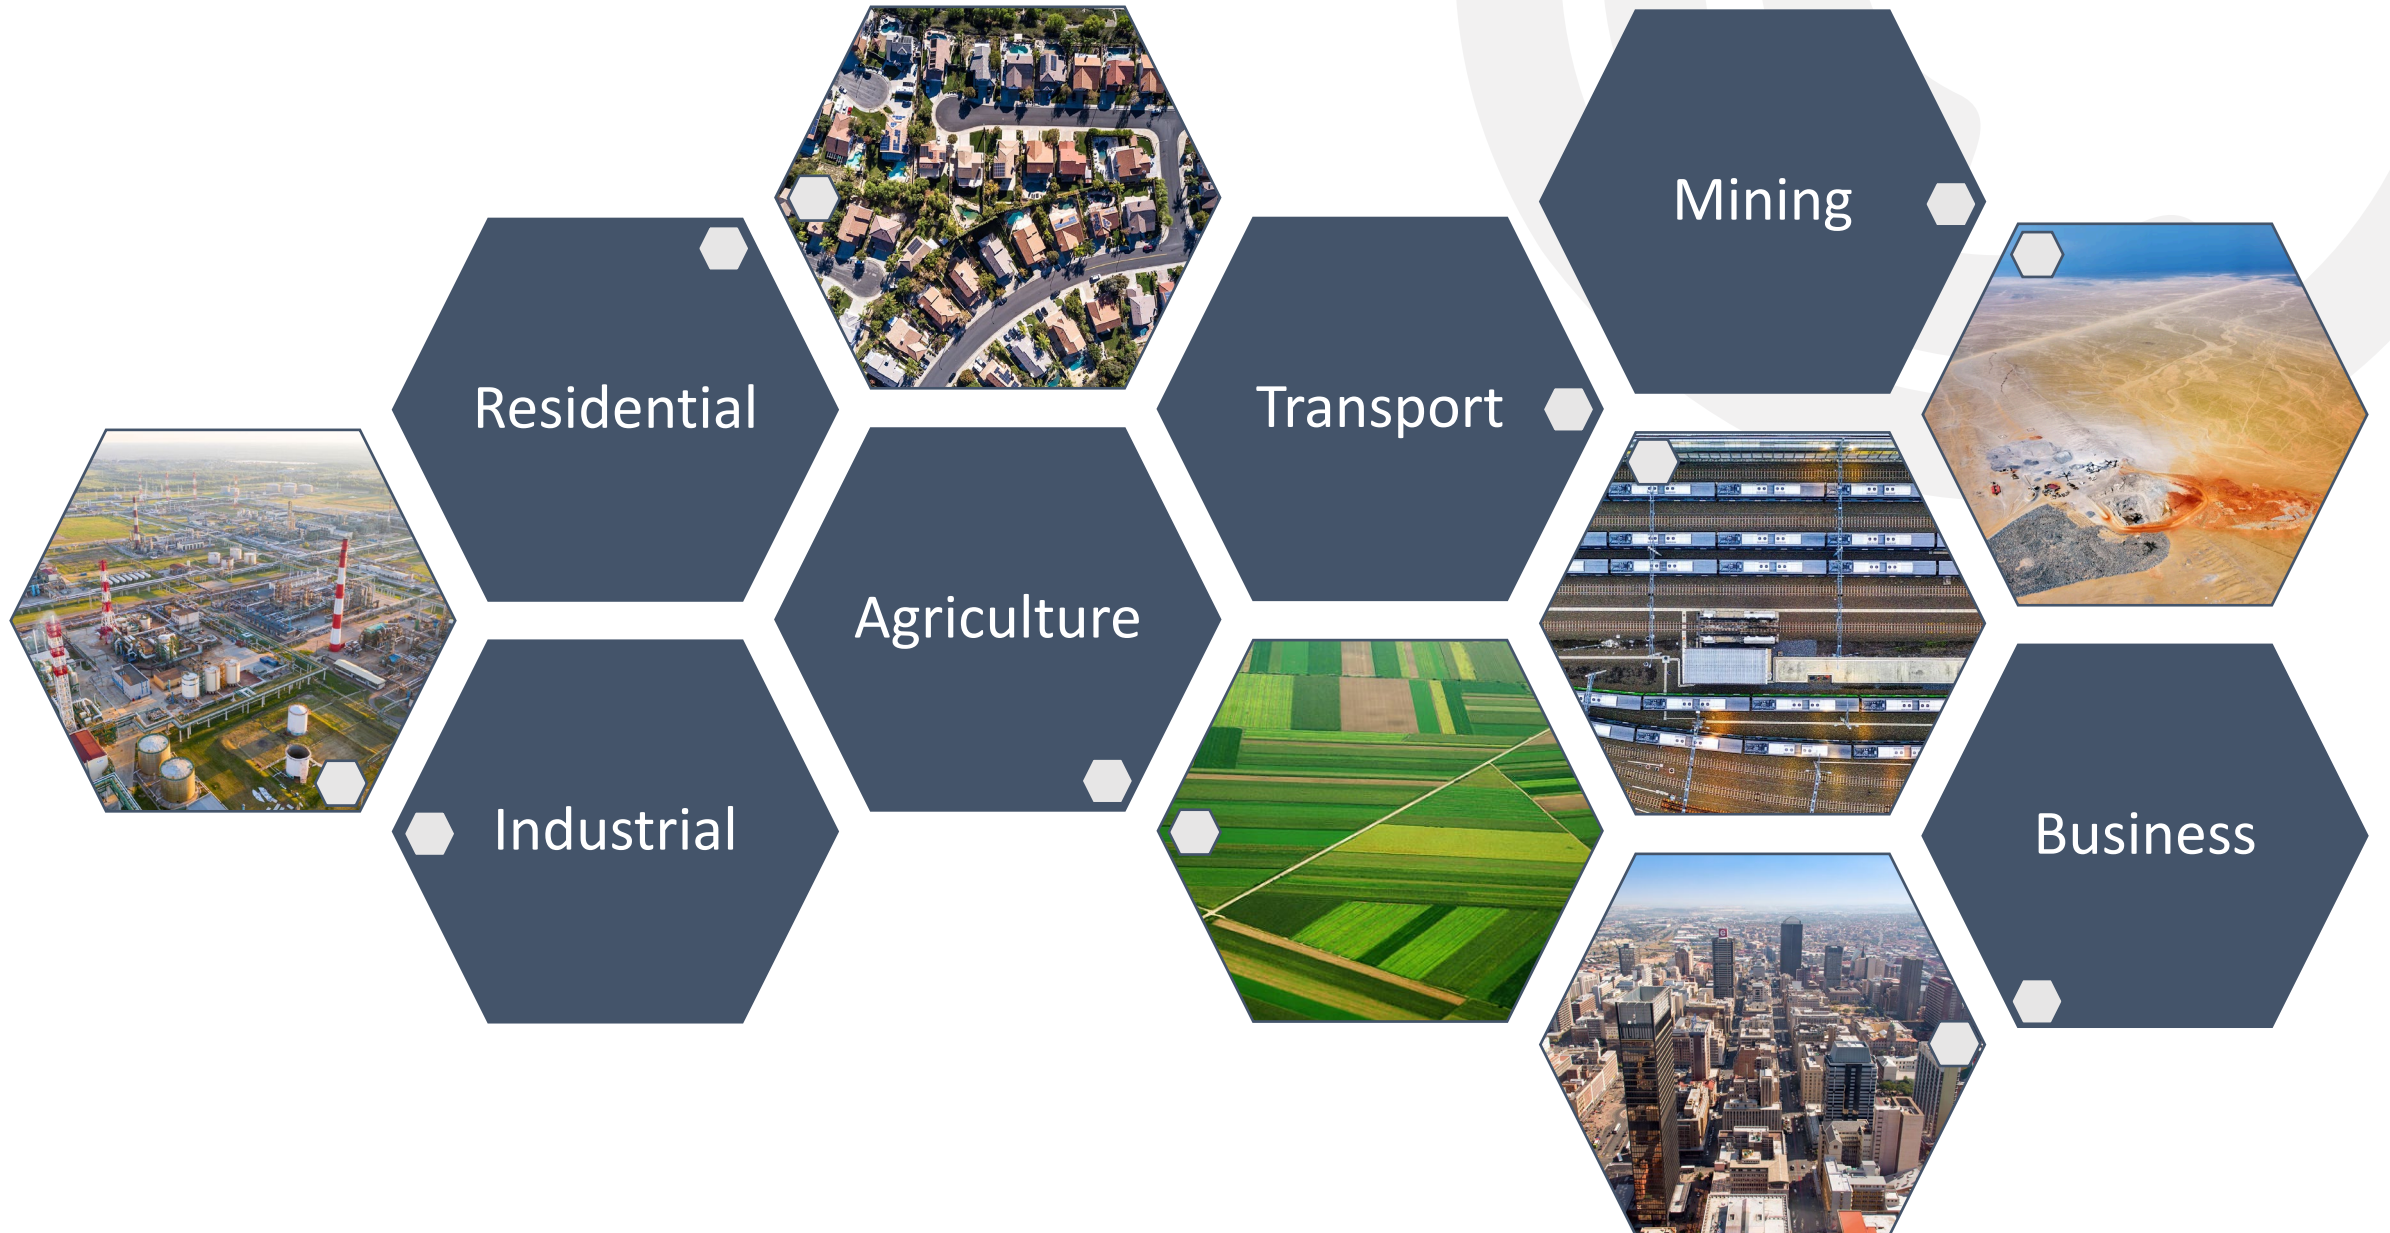 Mining
Residential
Transport
Agriculture
Industrial
Business